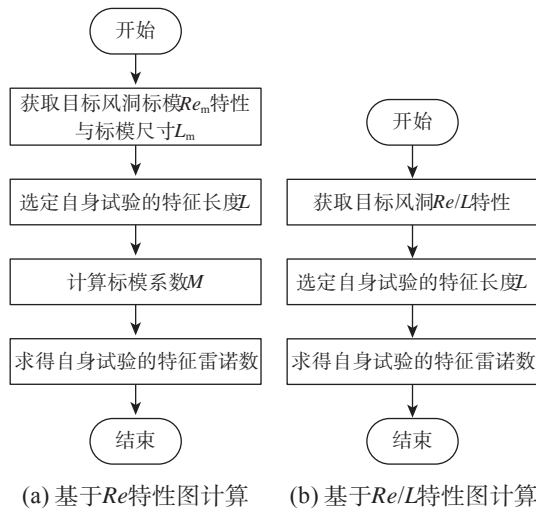 开始
获取目标风洞标模Rem特性
与标模尺寸Lm
选定自身试验的特征长度L
计算标模系数M
求得自身试验的特征雷诺数
结束
(a) 基于Re特性图计算
开始
获取目标风洞Re/L特性
选定自身试验的特征长度L
求得自身试验的特征雷诺数
结束
(b) 基于Re/L特性图计算